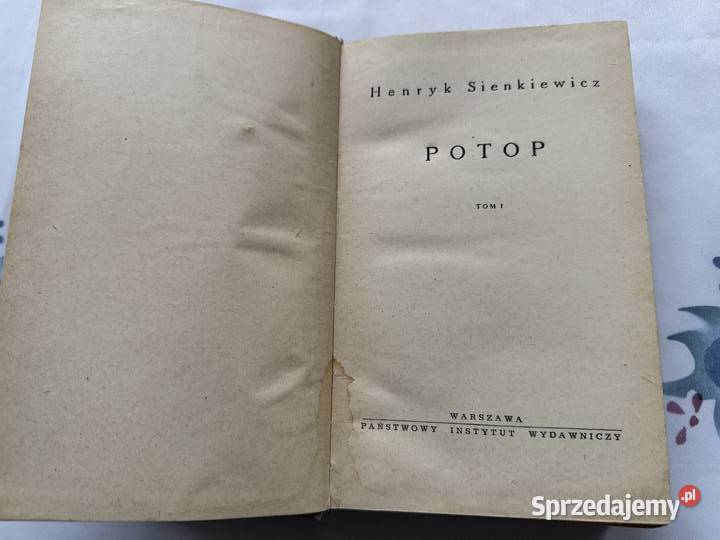 Henryk Sienkiewicz
POTOP
TOM I
WARSZAWA
PAŃSTWOWY INSTYTUT WYDAWNICZY
Sprzedajemy.pl